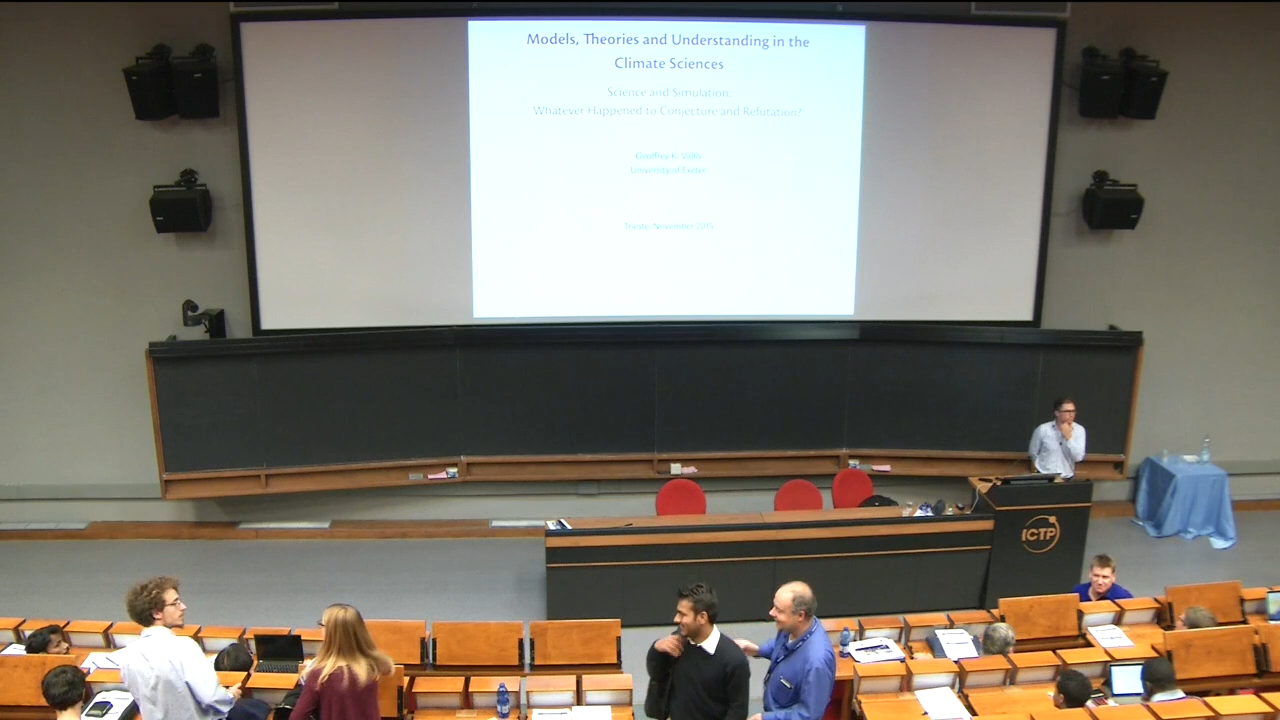 Models, Theories and Understanding in the
Climate Sciences
Science and Simulation:
Whatever Happened to Conjecture and Refutation?
Geoffrey K. Vallis
University of Exeter
Trieste, November
ICTP